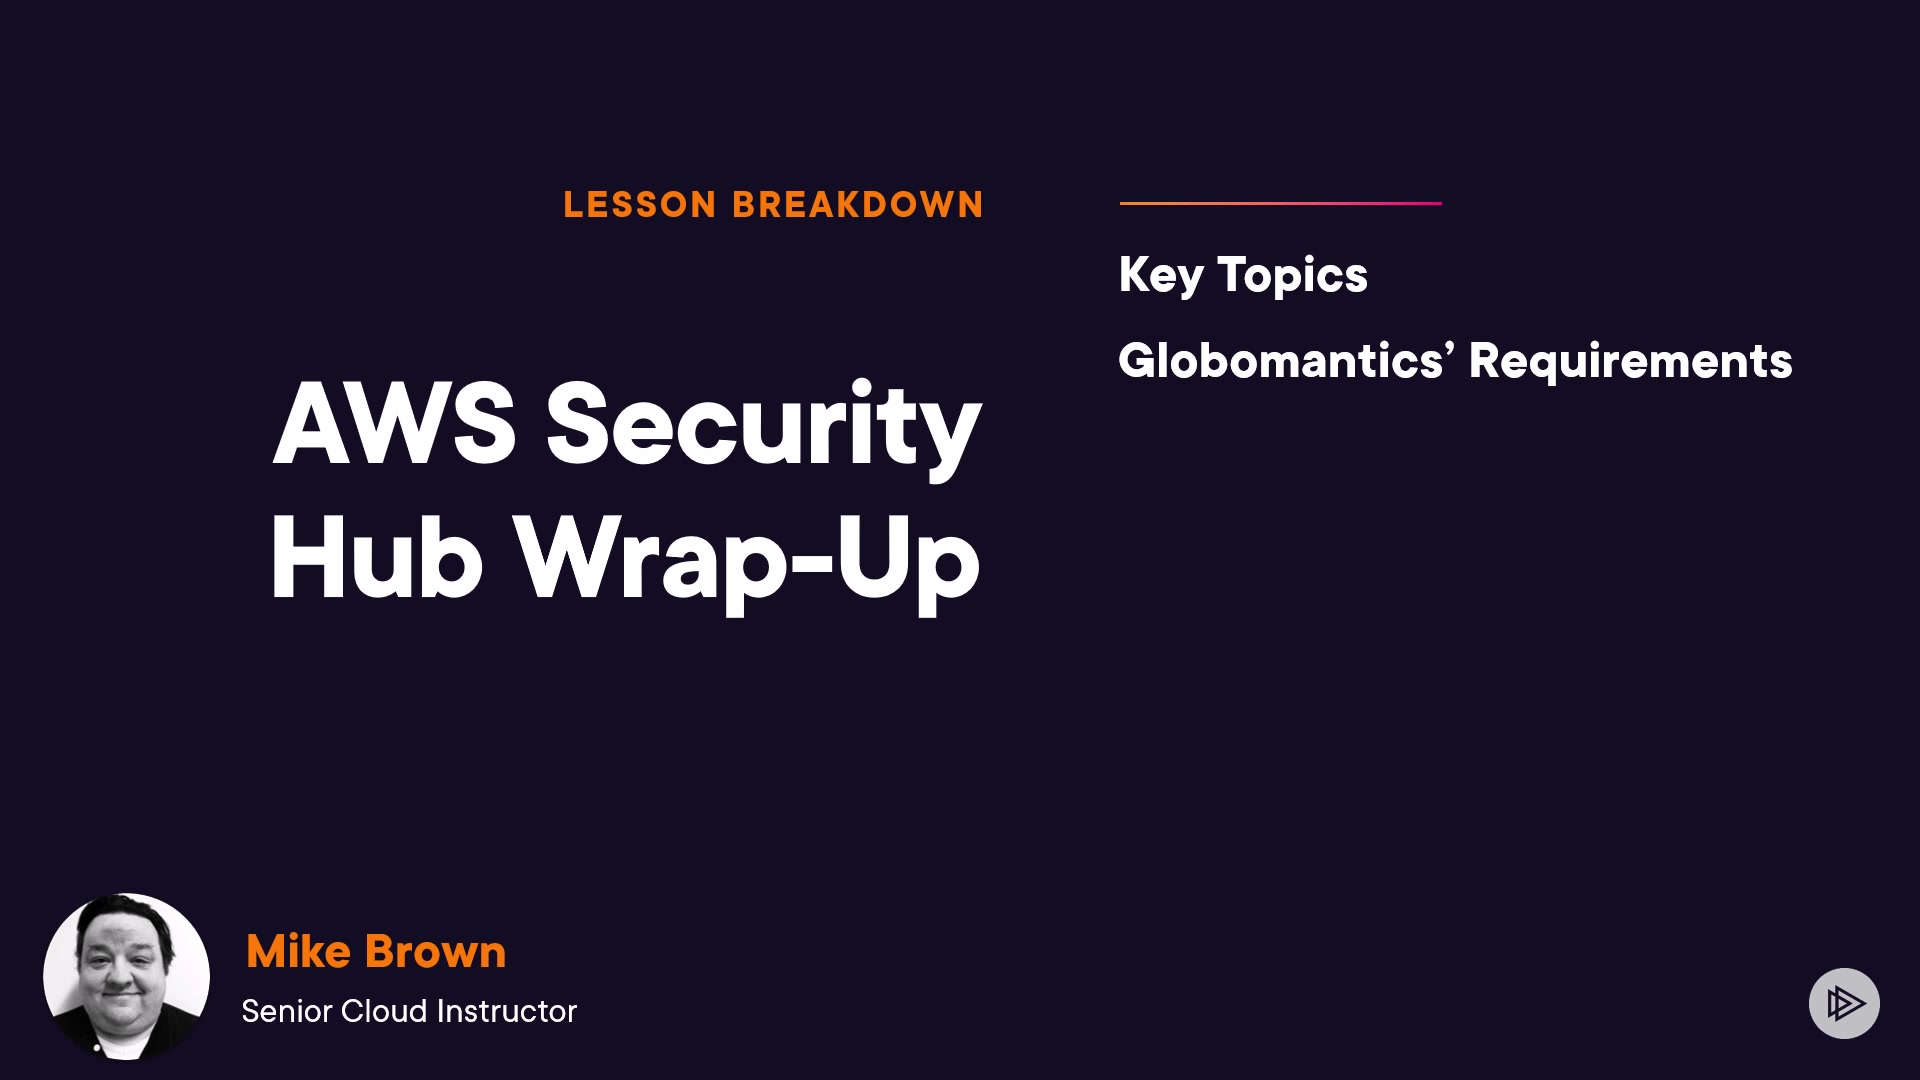 LESSON BREAKDOWN
AWS Security
Hub Wrap-Up
Key Topics
Globomantics’ Requirements
Mike Brown
Senior Cloud Instructor